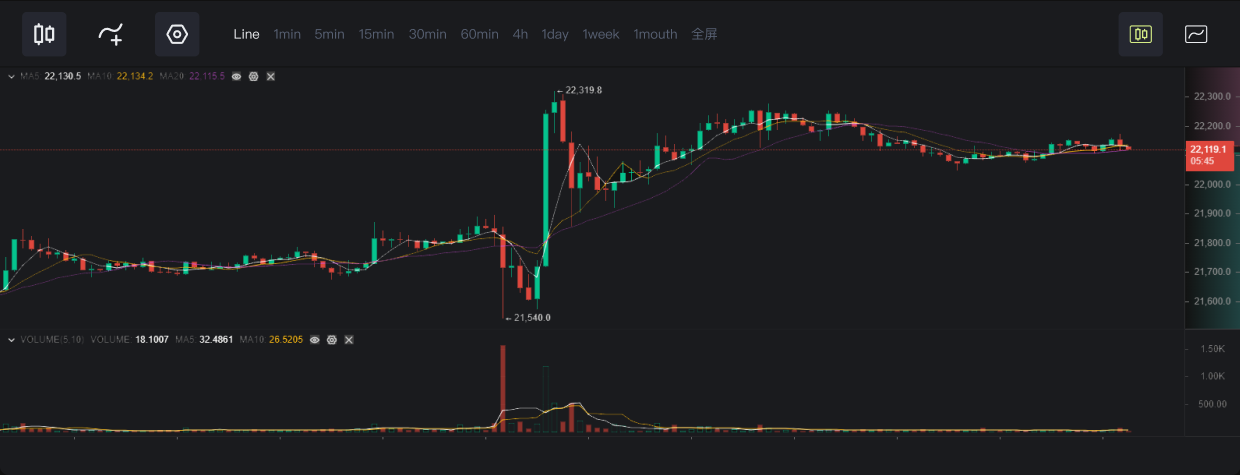 Line 1min 5min 15min 30min 60min 4h 1day 1week 1mouth 全屏
MA5 22,130.5 MA10 22,134.2 MA20 22,115.5
22,319.8
22,300.0
22,200.0
22,119.1
05:45
22,000.0
21,900.0
21,800.0
21,700.0
21,600.0
21,540.0
VOLUME(5,10) VOLUME 18.1007 MA5 32.4861 MA10 26.5205
1.50K
1.00K
500.00